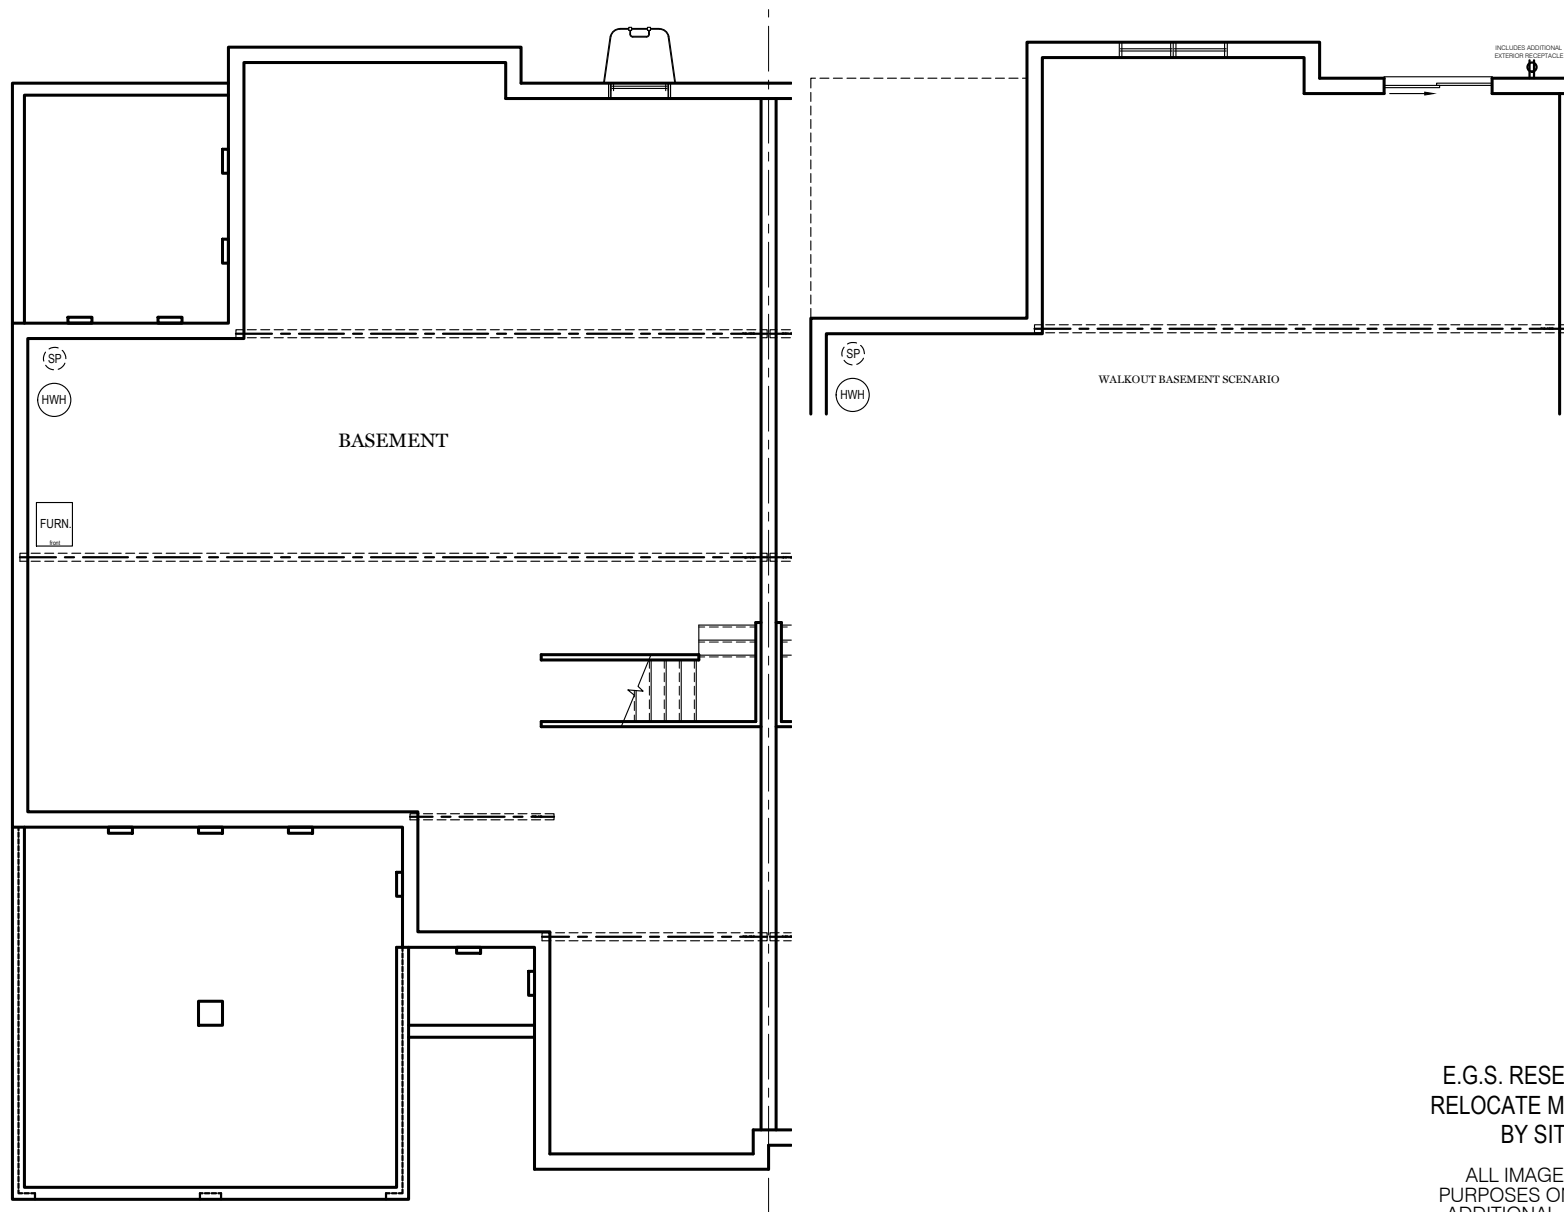 INCLUDES ADDITIONAL
EXTERIOR RECEPTACLE
SP
HWH
BASEMENT
FURN.
front
SP
HWH
WALKOUT BASEMENT SCENARIO
E.G.S. RESE
RELOCATE M
BY SIT
ALL IMAGE
PURPOSES
ADDITIONAL